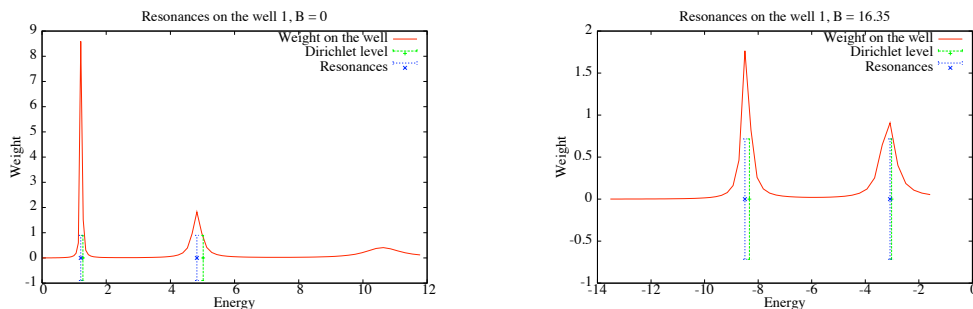 Resonances on the well 1, B = 0
Weight on the well
Dirichlet level
Resonances
Weight
9
8
7
6
5
4
3
2
1
0
-1
0 2 4 6 8 10 12
Energy
Resonances on the well 1, B = 16.35
Weight on the well
Dirichlet level
Resonances
Weight
2
1.5
1
0.5
0
-0.5
-1
-14 -12 -10 -8 -6 -4 -2 0
Energy